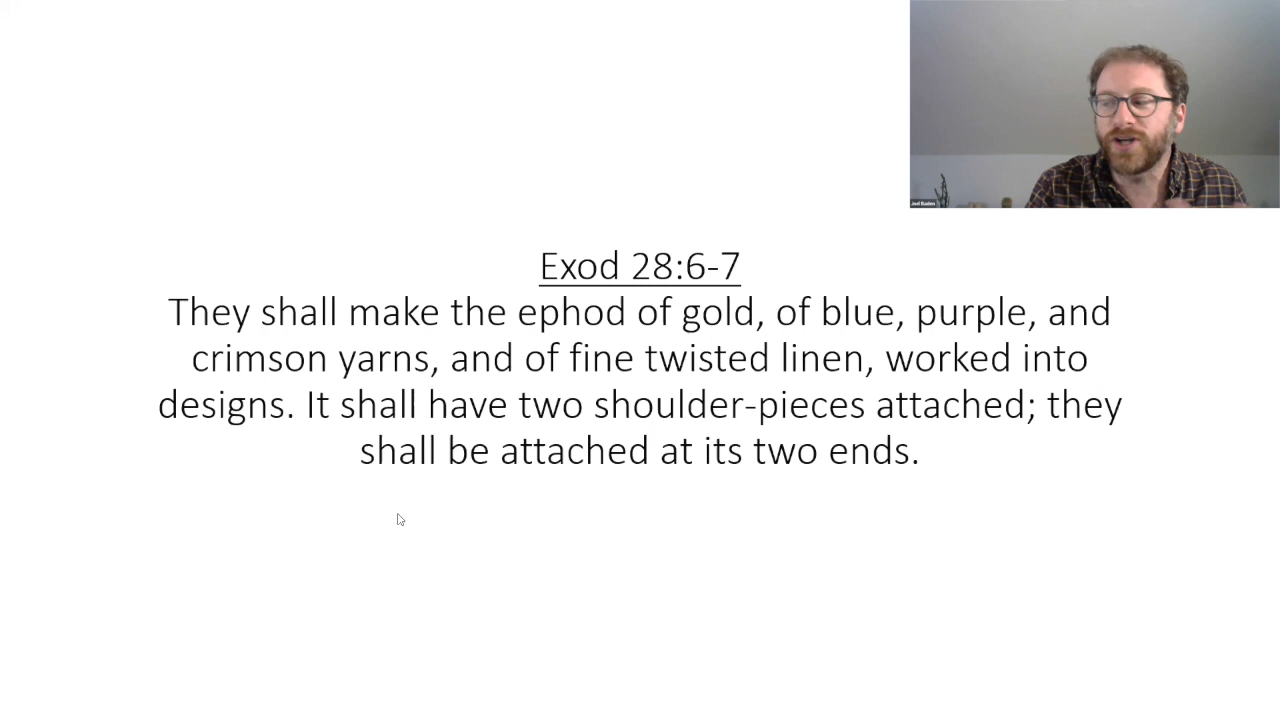 Joel Baden
Exod 28:6-7
They shall make the ephod of gold, of blue, purple, and
crimson yarns, and of fine twisted linen, worked into
designs. It shall have two shoulder-pieces attached; they
shall be attached at its two ends.